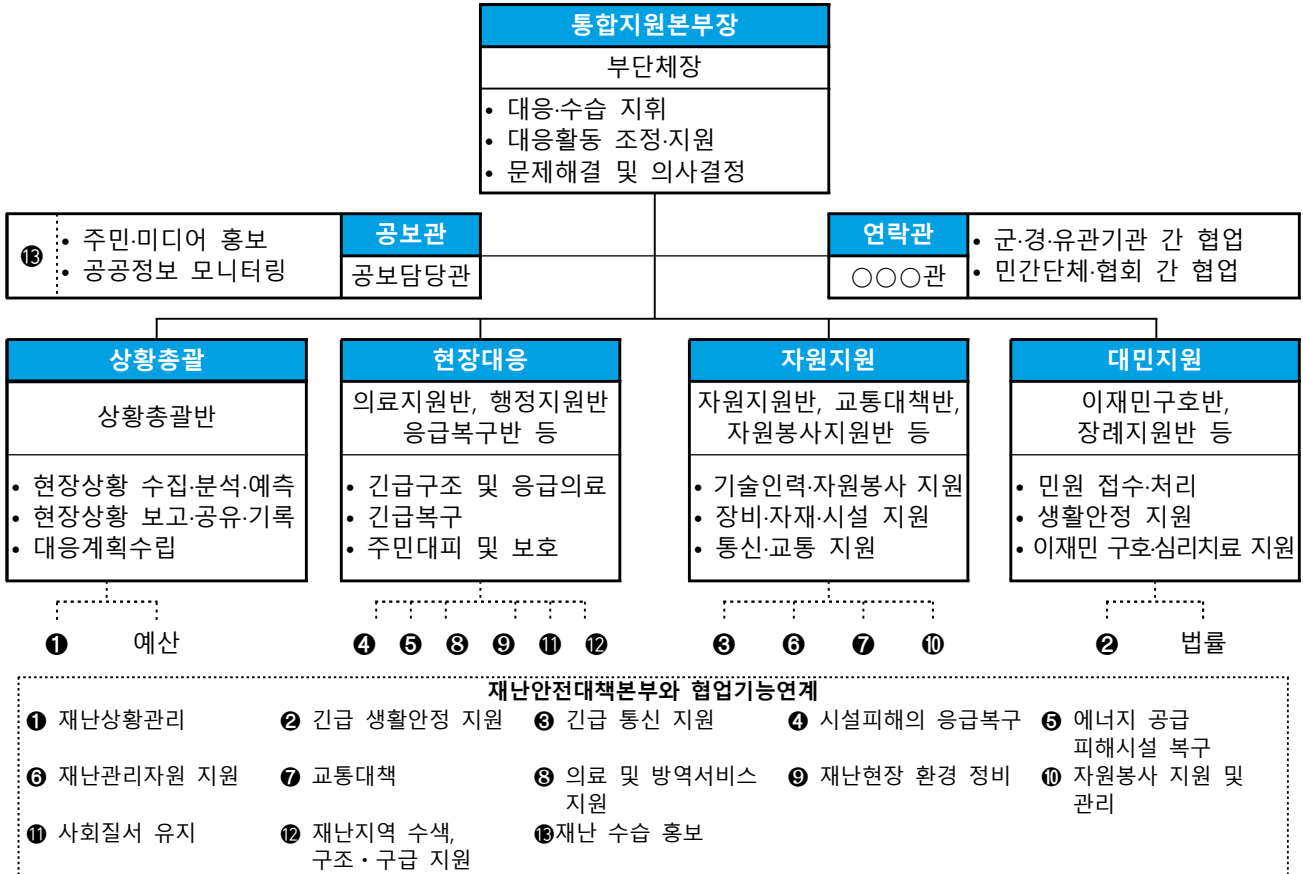 통합지원본부장
부단체장
• 대응·수습 지휘
• 대응활동 조정·지원
• 문제해결 및 의사결정
⓭
• 주민·미디어 홍보
• 공공정보 모니터링
공보관
공보담당관
연락관
○○○관
• 군·경·유관기관 간 협업
• 민간단체·협회 간 협업
상황총괄
상황총괄반
• 현장상황 수집·분석·예측
• 현장상황 보고·공유·기록
• 대응계획수립
현장대응
의료지원반, 행정지원반
응급복구반 등
• 긴급구조 및 응급의료
• 긴급복구
• 주민대피 및 보호
자원지원
자원지원반, 교통대책반,
자원봉사지원반 등
• 기술인력·자원봉사 지원
• 장비·자재·시설 지원
• 통신·교통 지원
대민지원
이재민구호반,
장례지원반 등
• 민원 접수·처리
• 생활안정 지원
• 이재민 구호·심리치료 지원
❶ 예산
❹ ❺ ❽ ❾ ⓫ ⓬
❸ ❻ ❼ ❿
❷ 법률
재난안전대책본부와 협업기능연계
❶ 재난상황관리
❷ 긴급 생활안정 지원
❸ 긴급 통신 지원
❹ 시설피해의 응급복구
❺ 에너지 공급
피해시설 복구
❻ 재난관리자원 지원
❼ 교통대책
❽ 의료 및 방역서비스
지원
❾ 재난현장 환경 정비
❿ 자원봉사 지원 및
관리
⓫ 사회질서 유지
⓬ 재난지역 수색,
구조・구급 지원
⓭재난 수습 홍보